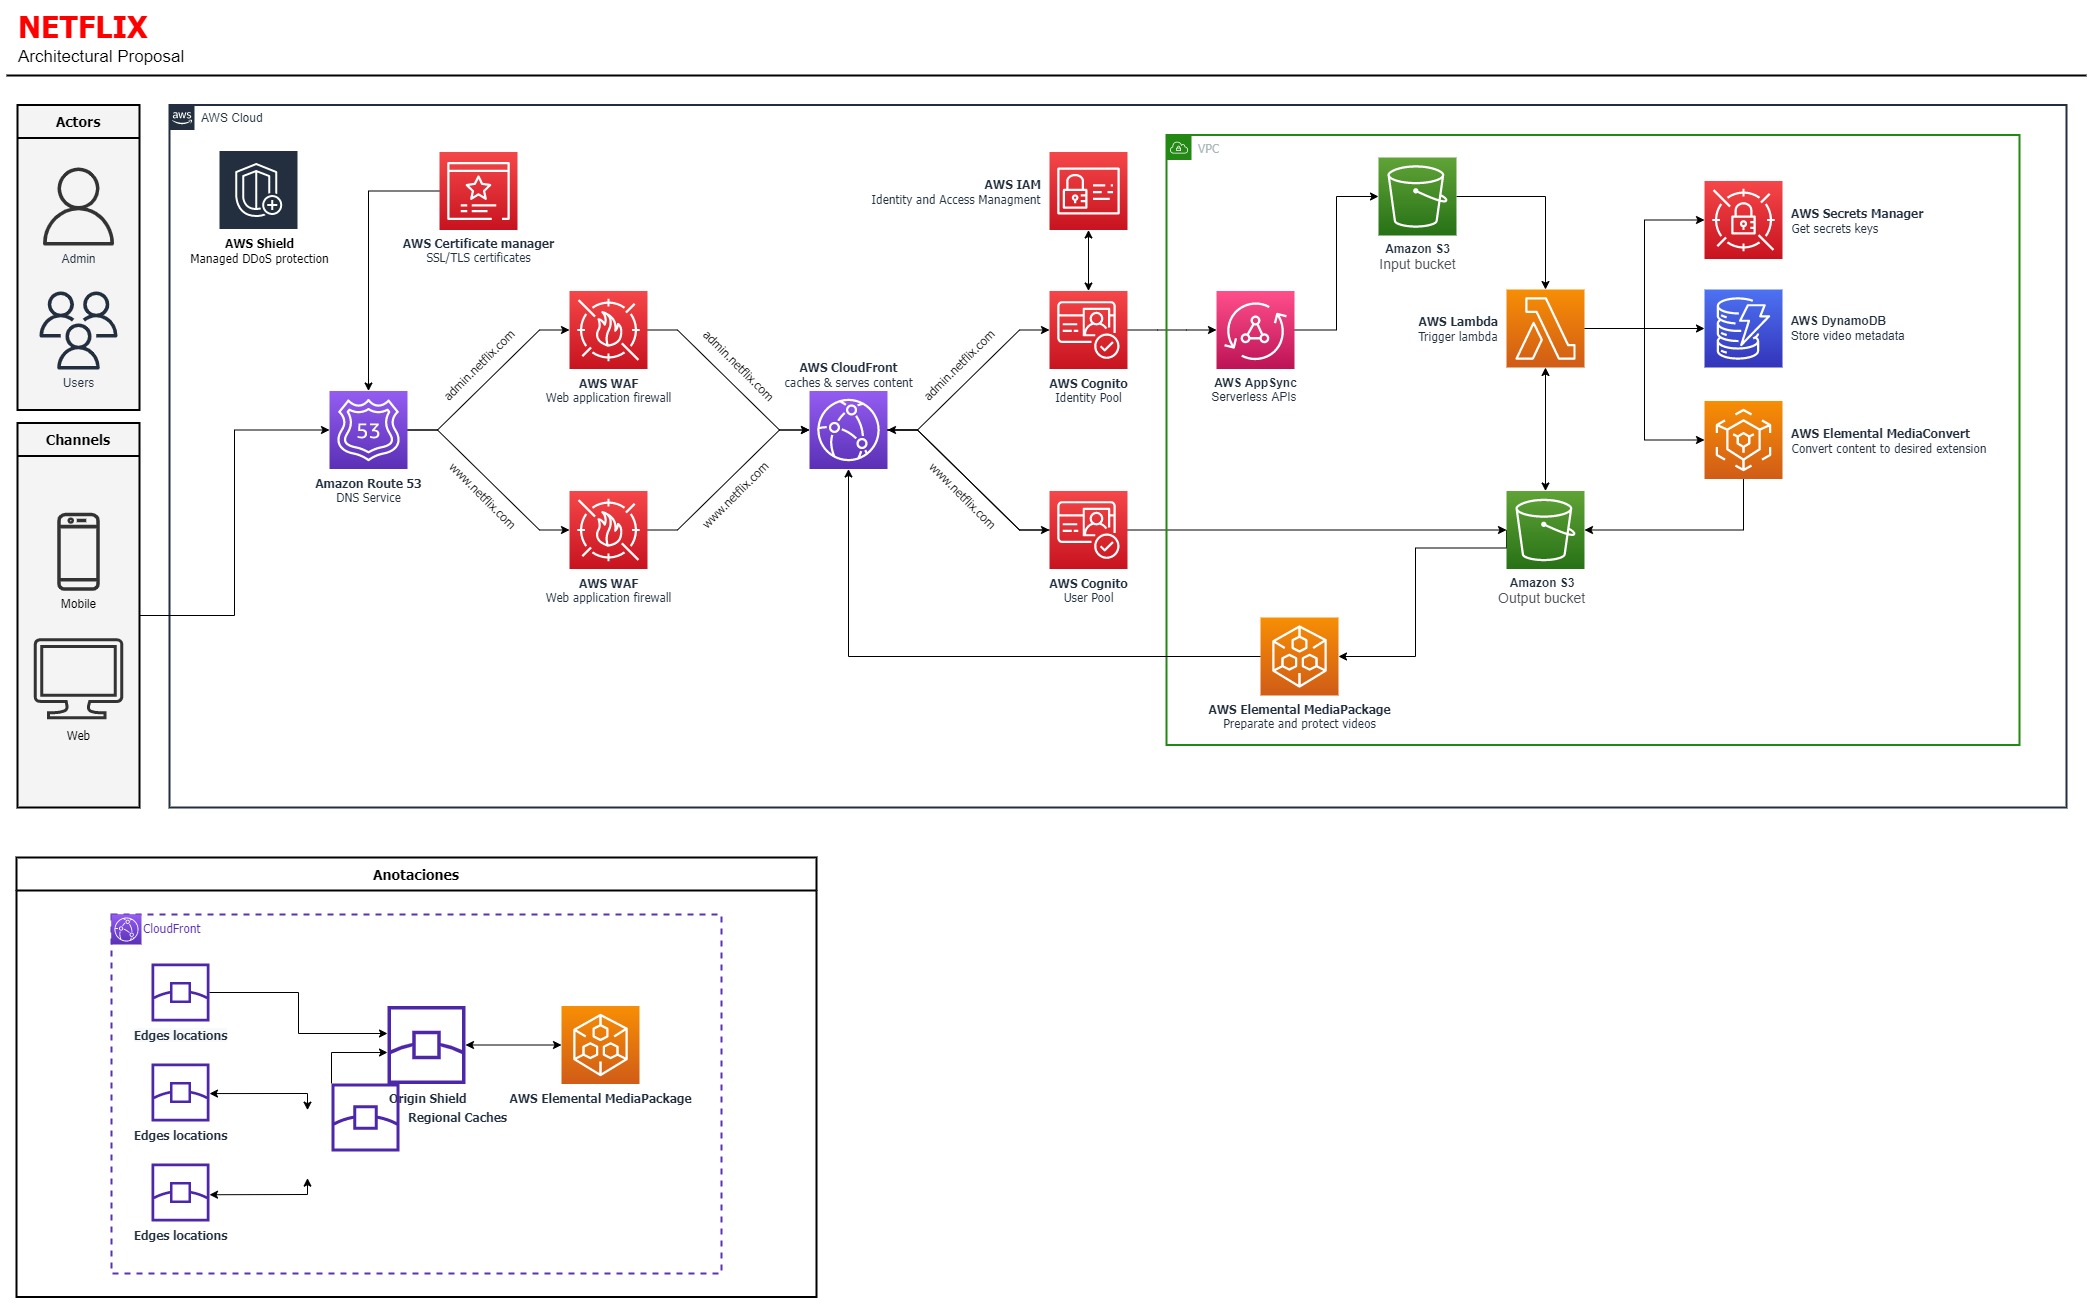 NETFLIX
Architectural Proposal
Actors
Admin
Users
Channels
Mobile
Web
aws
AWS Cloud
AWS Shield
Managed DDoS protection
AWS Certificate manager
SSL/TLS certificates
53
Amazon Route 53
DNS Service
admin.netflix.com
www.netflix.com
AWS WAF
Web application firewall
AWS WAF
Web application firewall
admin.netflix.com
www.netflix.com
AWS CloudFront
caches & serves content
admin.netflix.com
www.netflix.com
AWS IAM
Identity and Access Managment
AWS Cognito
Identity Pool
AWS Cognito
User Pool
VPC
AWS AppSync
Serverless APIs
Amazon S3
Input bucket
AWS Lambda
Trigger lambda
AWS Secrets Manager
Get secrets keys
AWS DynamoDB
Store video metadata
AWS Elemental MediaConvert
Convert content to desired extension
Amazon S3
Output bucket
AWS Elemental MediaPackage
Preparate and protect videos
Anotaciones
CloudFront
Edges locations
Edges locations
Edges locations
Origin Shield
Regional Caches
AWS Elemental MediaPackage